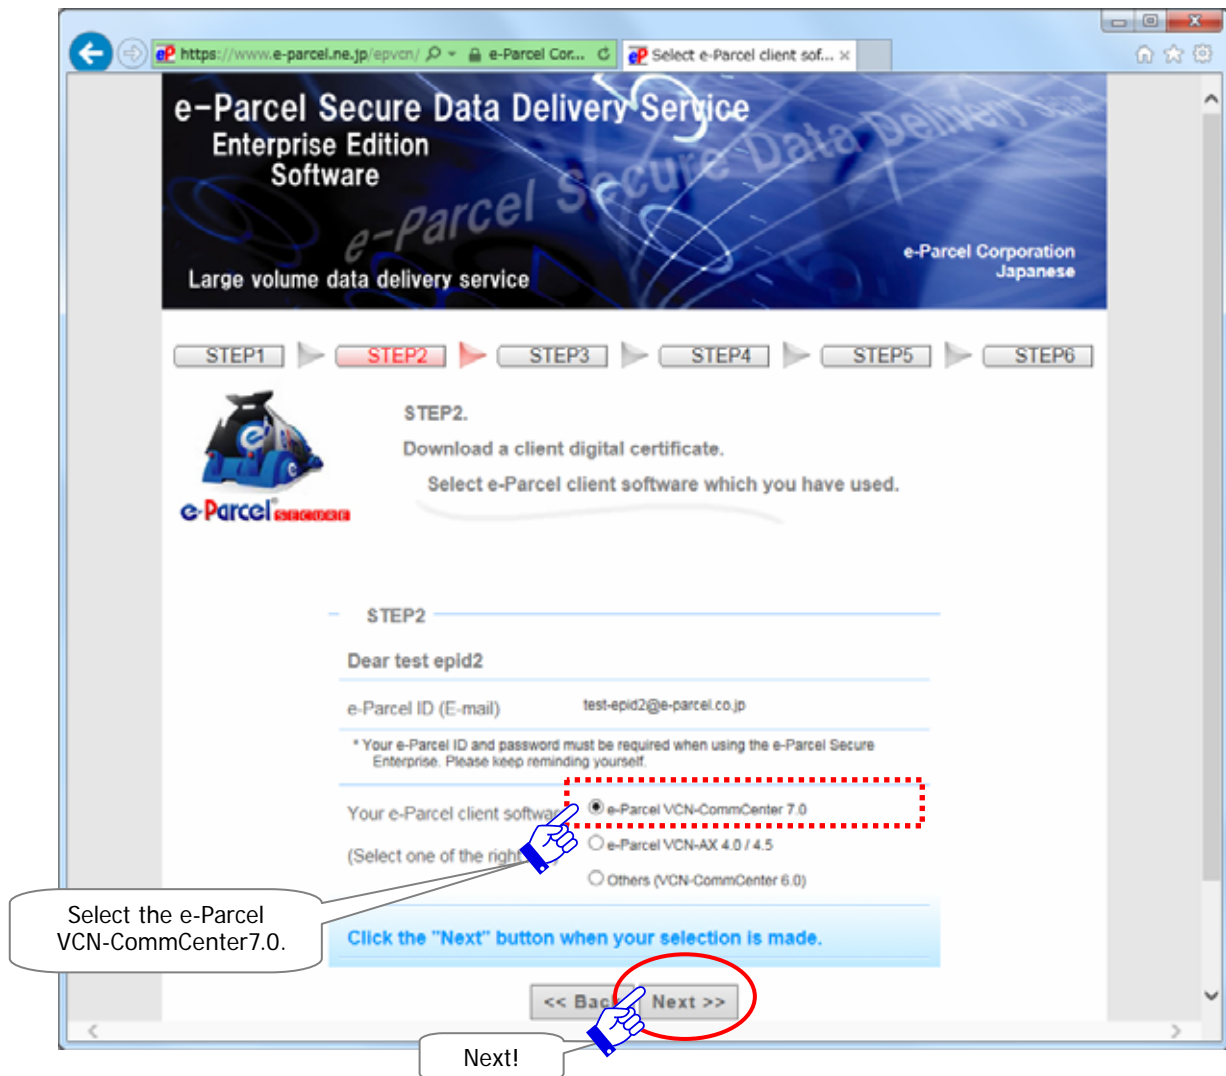 https://www.e-parcel.ne.jp/epvcn/
e-Parcel Cor...
Select e-Parcel client sof...
e-Parcel Secure Data Delivery Service
Enterprise Edition
Software
e-Parcel Secure Data Delivery
e-Parcel Corporation
Japanese
Large volume data delivery service
STEP1 STEP2 STEP3 STEP4 STEP5 STEP6
STEP2.
Download a client digital certificate.
Select e-Parcel client software which you have used.
e
e
e-Parcel
STEP2
Dear test epid2
e-Parcel ID (E-mail) test-epid2@e-parcel.co.jp
* Your e-Parcel ID and password must be required when using the e-Parcel Secure
Enterprise. Please keep reminding yourself.
Your e-Parcel client softwar e-Parcel VCN-CommCenter 7.0
(Select one of the right e-Parcel VCN-AX 4.0 / 4.5
Others (VCN-CommCenter 6.0)
Select the e-Parcel
VCN-CommCenter7.0.
Click the "Next" button when your selection is made.
<< Back Next >>
Next!